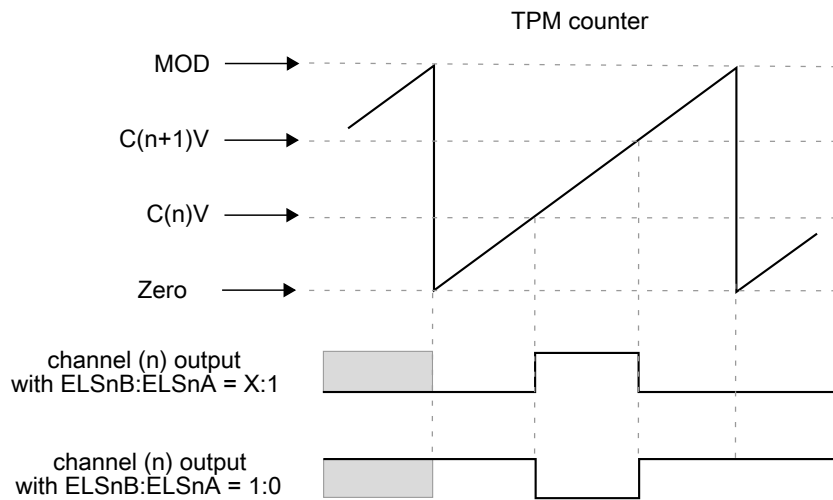 TPM counter
MOD
C(n+1)V
C(n)V
Zero
channel (n) output
with ELSnB:ELSnA = X:1
channel (n) output
with ELSnB:ELSnA = 1:0